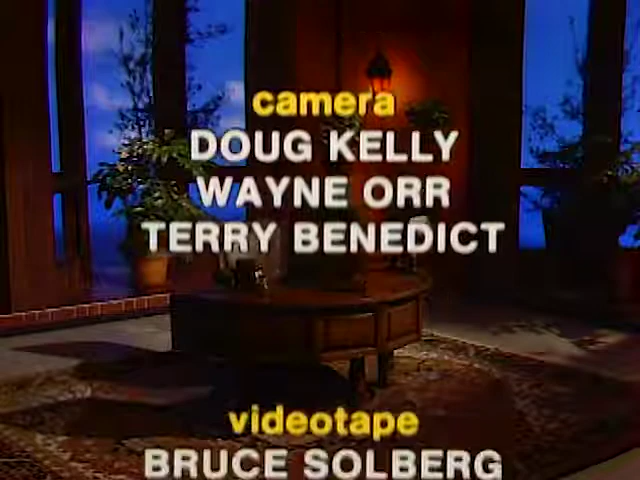 camera
DOUG KELLY
WAYNE ORR
TERRY BENEDICT
videotape
BRUCE SOLBERG